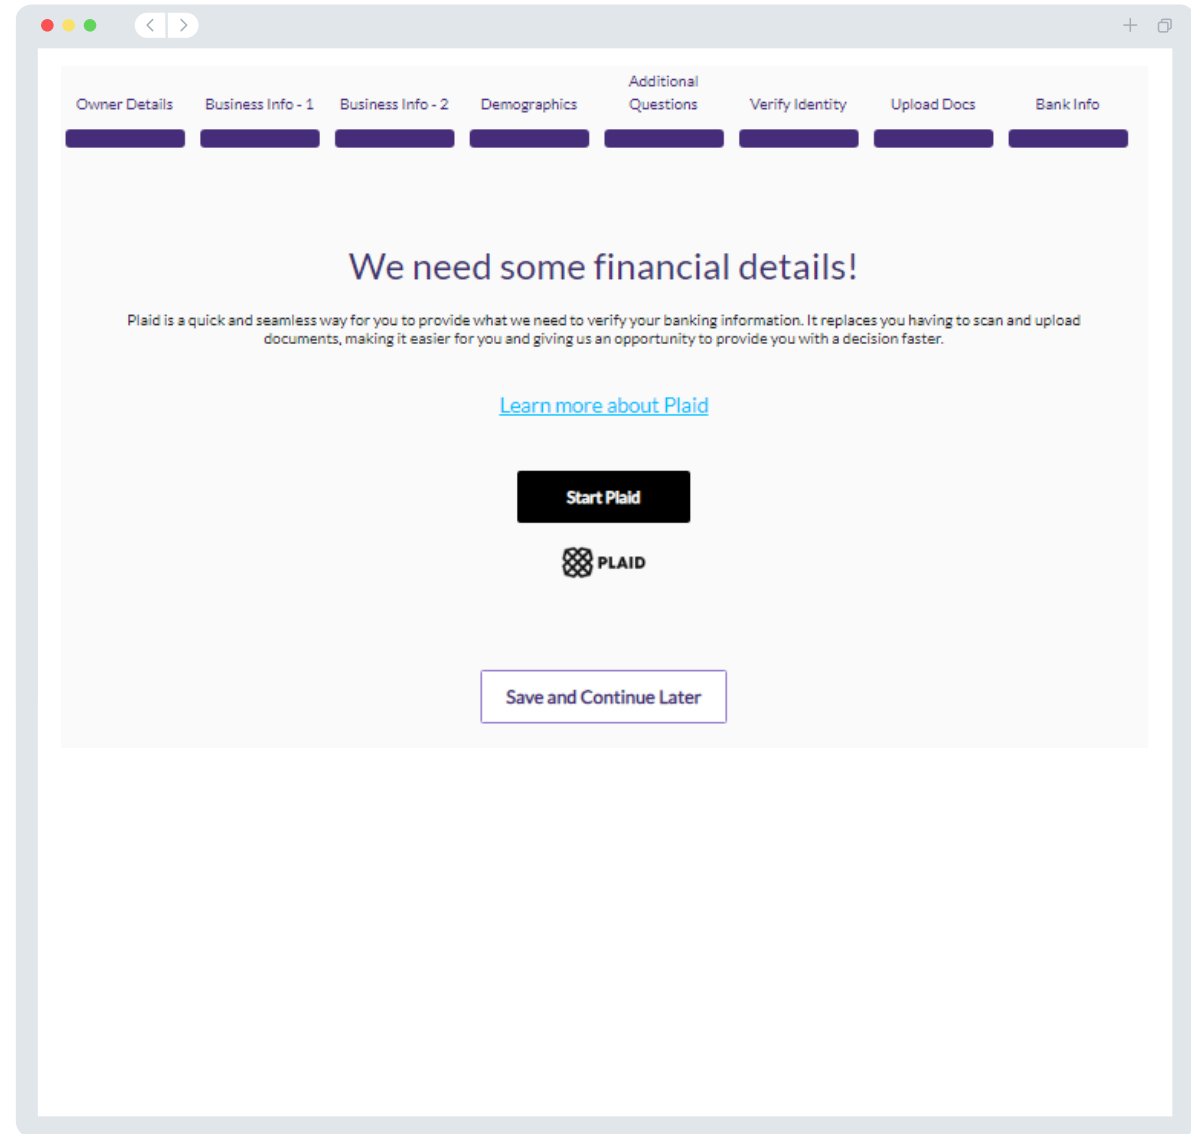 Owner Details
Business Info - 1
Business Info - 2
Demographics
Additional
Questions
Verify Identity
Upload Docs
Bank Info
We need some financial details!
Plaid is a quick and seamless way for you to provide what we need to verify your banking information. It replaces you having to scan and upload
documents, making it easier for you and giving us an opportunity to provide you with a decision faster.
Learn more about Plaid
Start Plaid
PLAID
Save and Continue Later